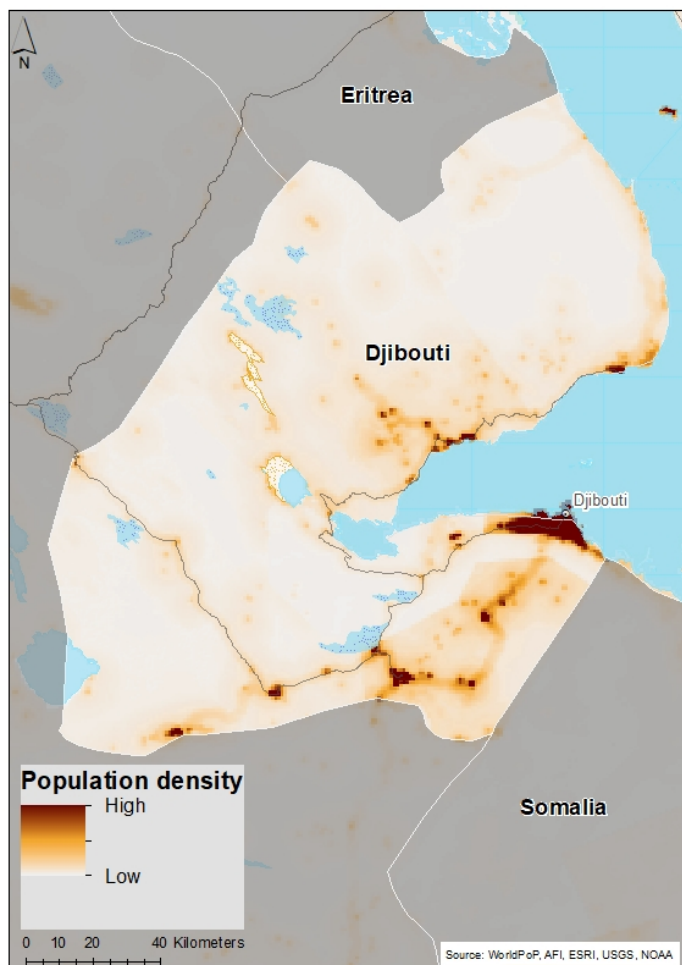 N
Eritrea
Djibouti
Djibouti
Somalia
Population density
High
Low
0 10 20 40 Kilometers
Source: WorldPoP, AFI, ESRI, USGS, NOAA